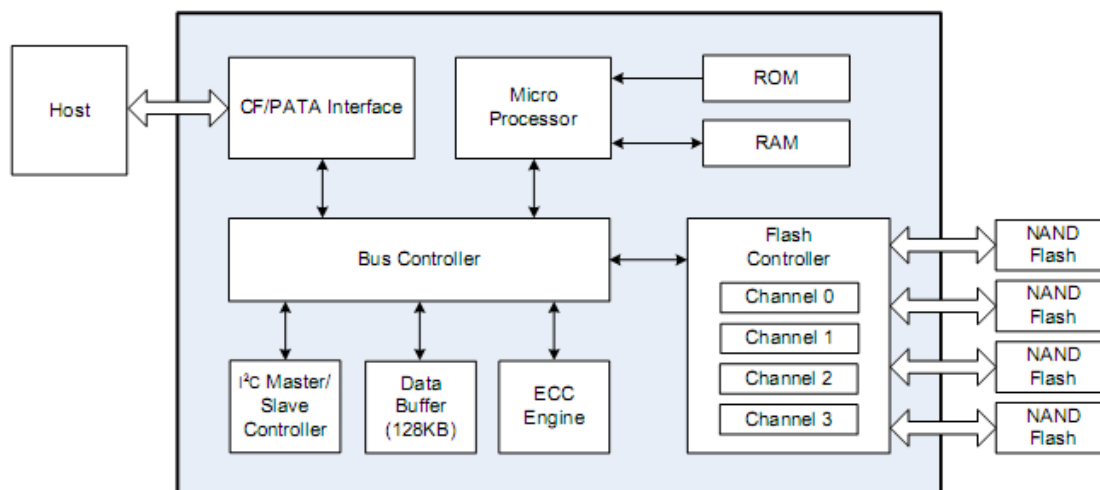 Host
CF/PATA Interface
Micro
Processor
ROM
RAM
Bus Controller
Flash
Controller
Channel 0
Channel 1
Channel 2
Channel 3
NAND
Flash
NAND
Flash
NAND
Flash
NAND
Flash
I²C Master/
Slave
Controller
Data
Buffer
(128KB)
ECC
Engine